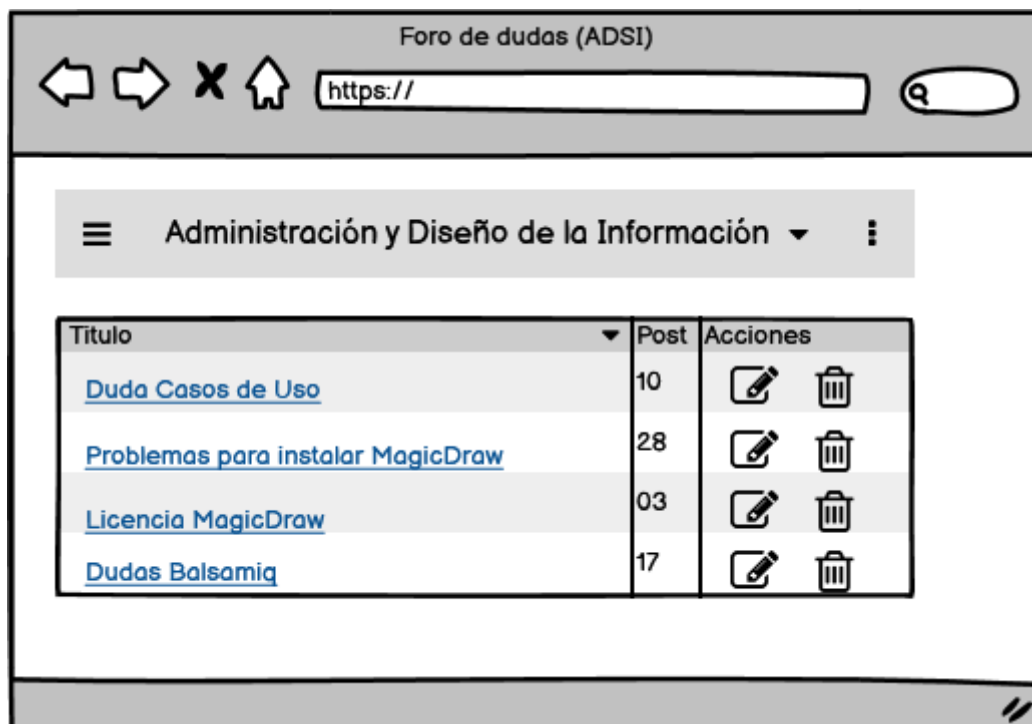 Foro de dudas (ADSI)
https://
Administración y Diseño de la Información
Titulo Post Acciones
Duda Casos de Uso 10
Problemas para instalar MagicDraw 28
Licencia MagicDraw 03
Dudas Balsamiq 17